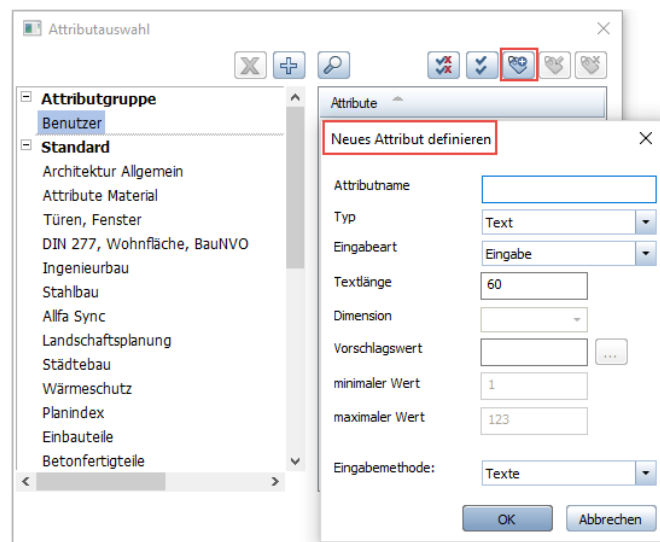 Attributauswahl
Attributgruppe
Benutzer
Standard
Architektur Allgemein
Attribute Material
Türen, Fenster
DIN 277, Wohnfläche, BauNVO
Ingenieurbau
Stahlbau
Allfa Sync
Landschaftsplanung
Städtebau
Wärmeschutz
Planindex
Einbauteile
Betonfertigteile
Attribute
Neues Attribut definieren
Attributname
Typ Text
Eingabeart Eingabe
Textlänge 60
Dimension
Vorschlagswert ...
minimaler Wert 1
maximaler Wert 123
Eingabemethode: Texte
OK Abbrechen